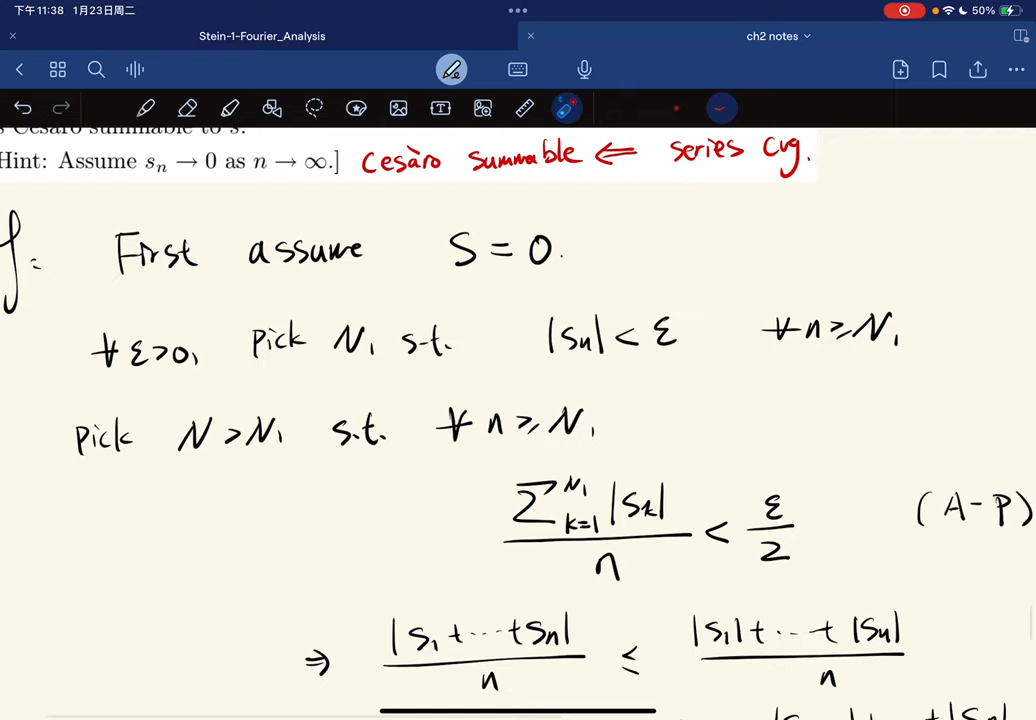 下午11:38 1月23日周二
50%
Stein-1-Fourier_Analysis
ch2 notes
s Cesàro summable to s.
Hint: Assume sₙ → 0 as n → ∞.] Cesàro summable ⇐ series cvg.
First assume S = 0.
∀ ε>0, pick N₁ s.t. |Sn| < ε ∀ n ≥ N₁
pick N > N₁ s.t. ∀ n ≥ N₁
∑_{k=1}^{N₁} |Sk| / n < ε/2 (A-P)
⇒ |S₁ + ··· + Sn| / n ≤ |S₁| + ··· + |Sn| / n